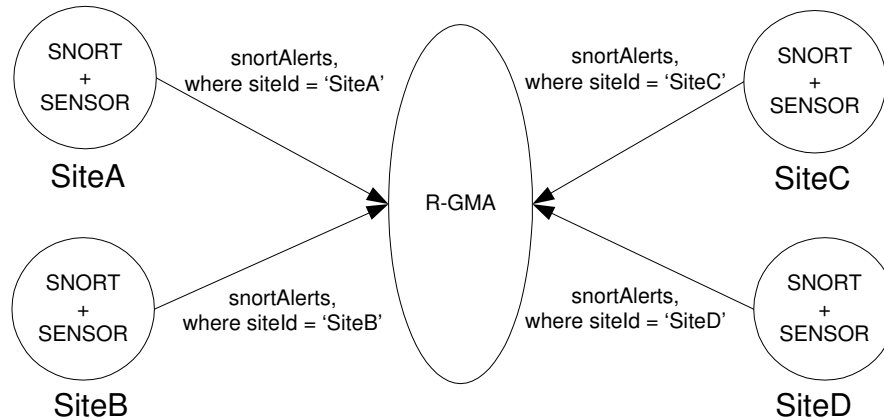 SNORT
+
SENSOR
SiteA
snortAlerts,
where siteId = ‘SiteA’
SNORT
+
SENSOR
SiteB
snortAlerts,
where siteId = ‘SiteB’
R-GMA
snortAlerts,
where siteId = ‘SiteC’
SNORT
+
SENSOR
SiteC
snortAlerts,
where siteId = ‘SiteD’
SNORT
+
SENSOR
SiteD